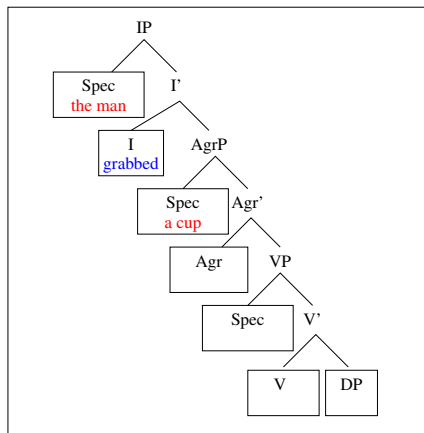 IP
Spec I’
the man
I AgrP
grabbed
Spec Agr’
a cup
Agr VP
Spec V’
V DP